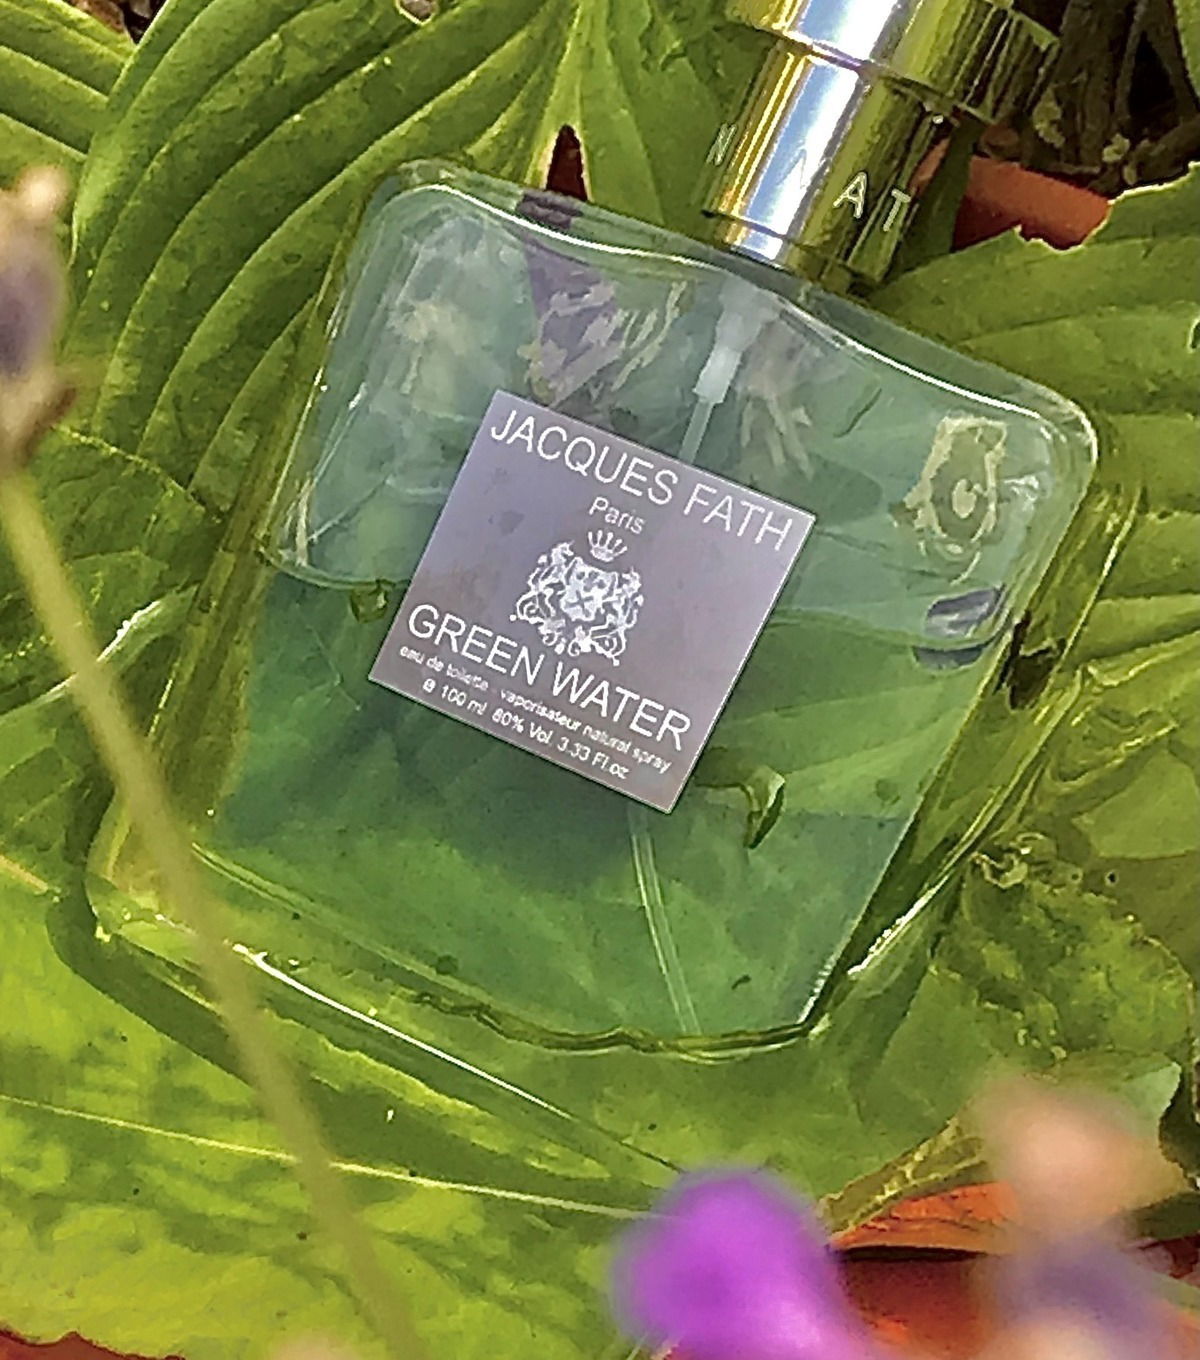 JACQUES FATH
Paris
GREEN WATER
eau de toilette - vaporisateur natural spray
100 ml 80% Vol. 3.33 Fl.oz